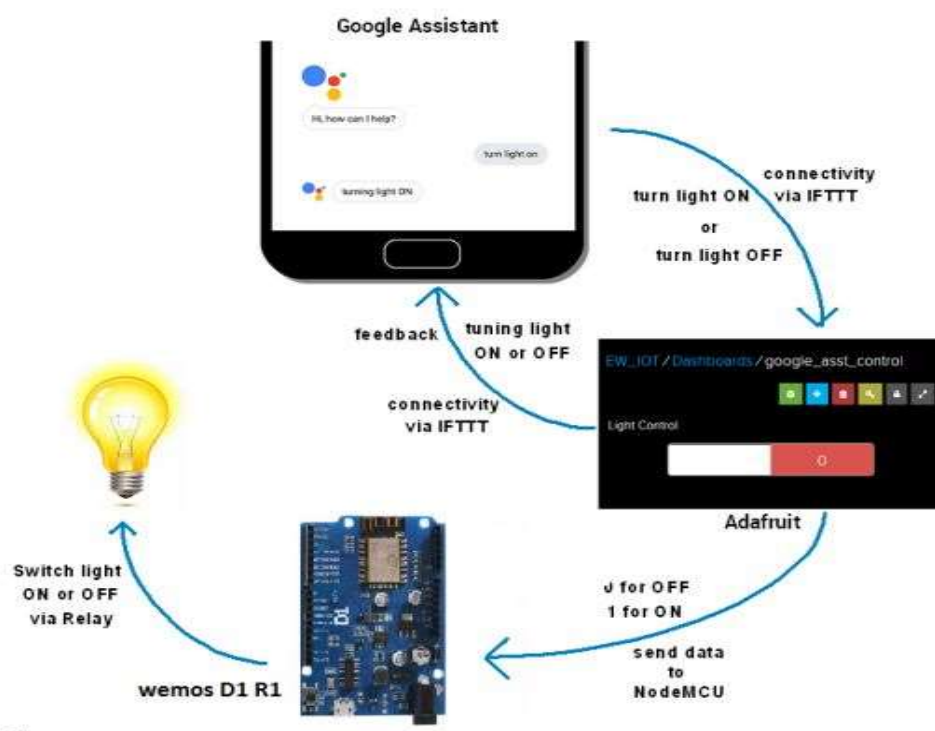 Google Assistant
Hi, how can I help?
turn light on
turning light ON
connectivity
via IFTTT
turn light ON
or
turn light OFF
feedback
tuning light
ON or OFF
connectivity
via IFTTT
EW_IOT / Dashboards / google_asst_control
Light Control
0
Adafruit
Switch light
ON or OFF
via Relay
D1
for OFF
1 for ON
send data
to
NodeMCU
wemos D1 R1